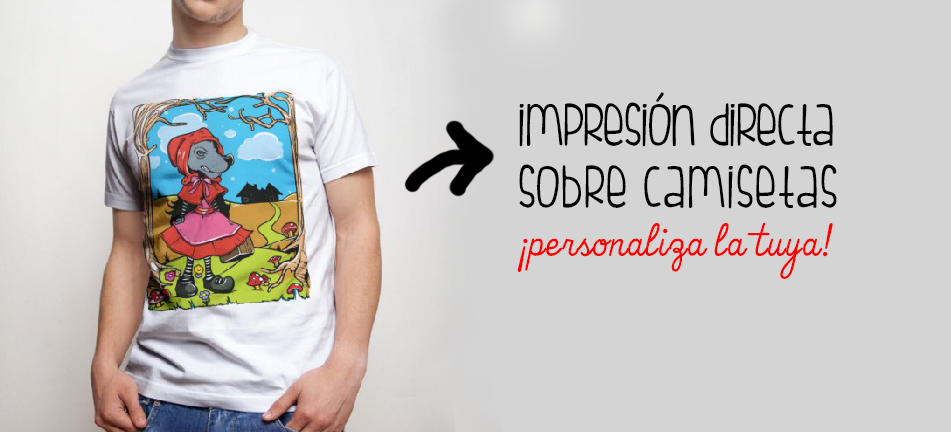 impresión directa
sobre camisetas
¡personaliza la tuya!